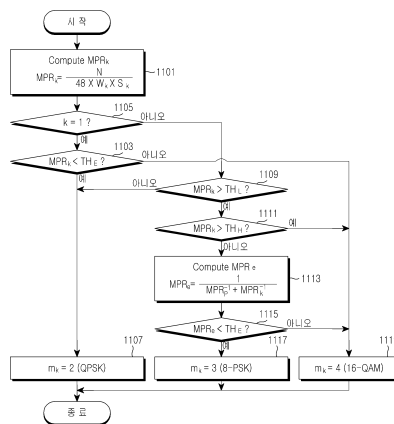 시 작
Compute MPRk
MPRk= N / 48 X Wk X Sk
1101
1105
k = 1 ?
아니오
예
1103
MPRk < THE ?
아니오
예
1109
아니오
MPRk > THL ?
예
1111
MPRk > THH ?
예
아니오
Compute MPR e
MPRe= 1 / MPRp-1 + MPRk-1
1113
1115
MPRe < THE ?
아니오
예
1107
mk = 2 (QPSK)
1117
mk = 3 (8-PSK)
111
mk = 4 (16-QAM)
종 료